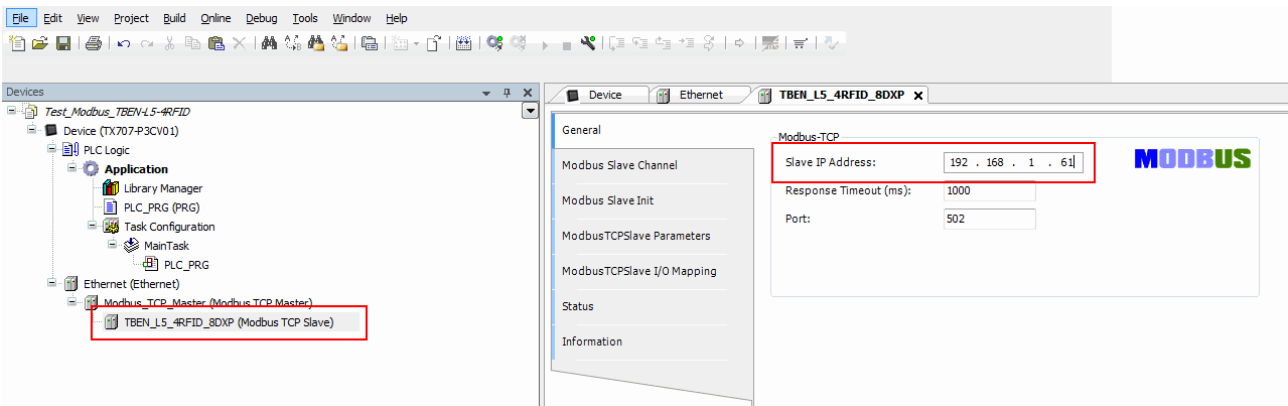 File Edit View Project Build Online Debug Tools Window Help
Devices
Test_Modbus_TBEN-L5-4RFID
Device (TX707-P3CV01)
PLC Logic
Application
Library Manager
PLC_PRG (PRG)
Task Configuration
MainTask
PLC_PRG
Ethernet (Ethernet)
Modbus_TCP_Master (Modbus TCP Master)
TBEN_L5_4RFID_8DXP (Modbus TCP Slave)
Device Ethernet TBEN_L5_4RFID_8DXP X
General
Modbus Slave Channel
Modbus Slave Init
ModbusTCPSlave Parameters
ModbusTCPSlave I/O Mapping
Status
Information
Modbus-TCP
Slave IP Address: 192 . 168 . 1 . 61
MODBUS
Response Timeout (ms): 1000
Port: 502